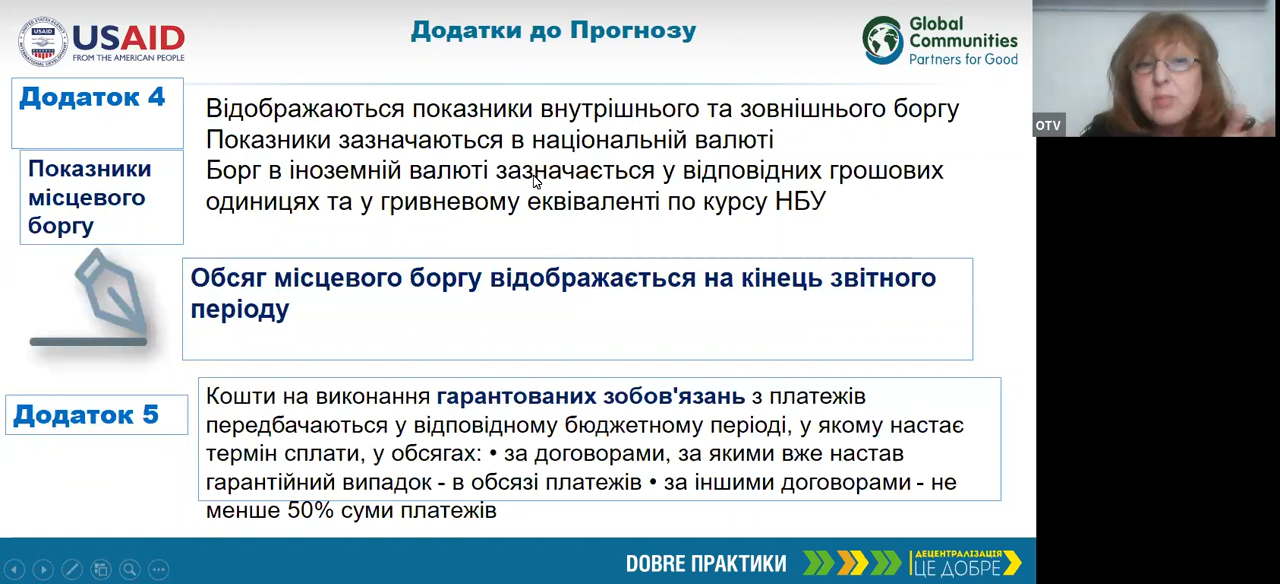 USAID
FROM THE AMERICAN PEOPLE
Додатки до Прогнозу
Global
Communities
Partners for Good
OTV
Додаток 4
Відображаються показники внутрішнього та зовнішнього боргу
Показники зазначаються в національній валюті
Борг в іноземній валюті зазначається у відповідних грошових
одиницях та у гривневому еквіваленті по курсу НБУ
Показники
місцевого
боргу
Обсяг місцевого боргу відображається на кінець звітного
періоду
Додаток 5
Кошти на виконання гарантованих зобов'язань з платежів
передбачаються у відповідному бюджетному періоді, у якому настає
термін сплати, у обсягах: • за договорами, за якими вже настав
гарантійний випадок - в обсязі платежів • за іншими договорами - не
менше 50% суми платежів
DOBRE ПРАКТИКИ
ДЕЦЕНТРАЛІЗАЦІЯ
ЦЕ ДОБРЕ